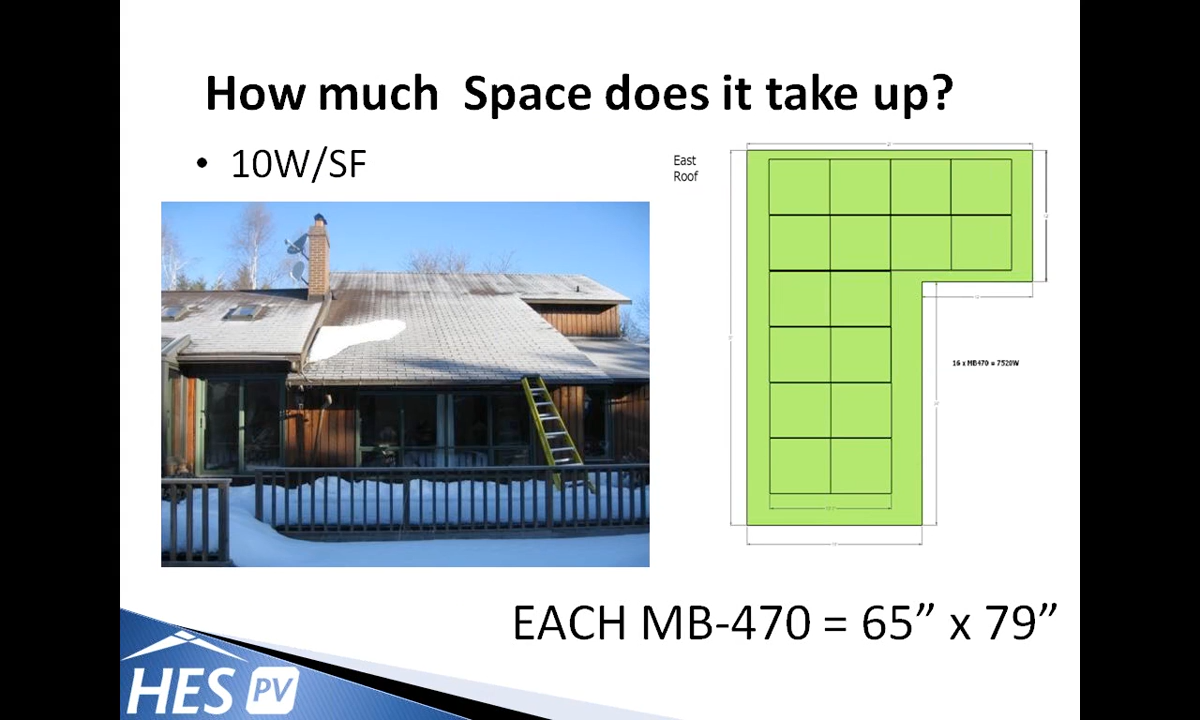 How much Space does it take up?
• 10W/SF
East
Roof
16 x MB470 = 7520W
EACH MB-470 = 65” x 79”
HES PV